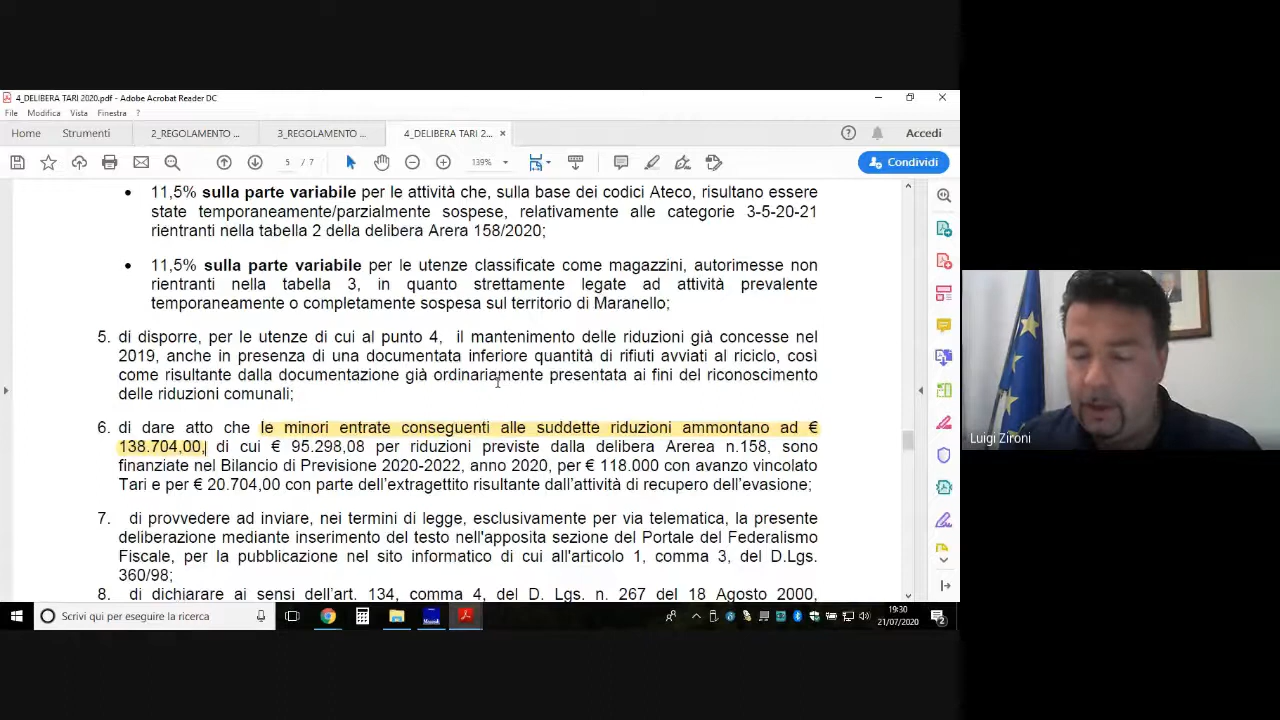 4_DELIBERA TARI 2020.pdf - Adobe Acrobat Reader DC
File Modifica Vista Finestra ?
Home Strumenti 2_REGOLAMENTO ... 3_REGOLAMENTO ... 4_DELIBERA TARI 2... × Accedi
5 / 7 139% Condividi
• 11,5% sulla parte variabile per le attività che, sulla base dei codici Ateco, risultano essere
state temporaneamente/parzialmente sospese, relativamente alle categorie 3-5-20-21
rientranti nella tabella 2 della delibera Arera 158/2020;
• 11,5% sulla parte variabile per le utenze classificate come magazzini, autorimesse non
rientranti nella tabella 3, in quanto strettamente legate ad attività prevalente
temporaneamente o completamente sospesa sul territorio di Maranello;
5. di disporre, per le utenze di cui al punto 4, il mantenimento delle riduzioni già concesse nel
2019, anche in presenza di una documentata inferiore quantità di rifiuti avviati al riciclo, così
come risultante dalla documentazione già ordinariamente presentata ai fini del riconoscimento
delle riduzioni comunali;
6. di dare atto che le minori entrate conseguenti alle suddette riduzioni ammontano ad €
138.704,00, di cui € 95.298,08 per riduzioni previste dalla delibera Arerea n.158, sono
finanziate nel Bilancio di Previsione 2020-2022, anno 2020, per € 118.000 con avanzo vincolato
Tari e per € 20.704,00 con parte dell'extragettito risultante dall'attività di recupero dell'evasione;
7. di provvedere ad inviare, nei termini di legge, esclusivamente per via telematica, la presente
deliberazione mediante inserimento del testo nell'apposita sezione del Portale del Federalismo
Fiscale, per la pubblicazione nel sito informatico di cui all'articolo 1, comma 3, del D.Lgs.
360/98;
8. di dichiarare ai sensi dell'art. 134, comma 4, del D. Lgs. n. 267 del 18 Agosto 2000,
Luigi Zironi
Scrivi qui per eseguire la ricerca
19:30
21/07/2020
2